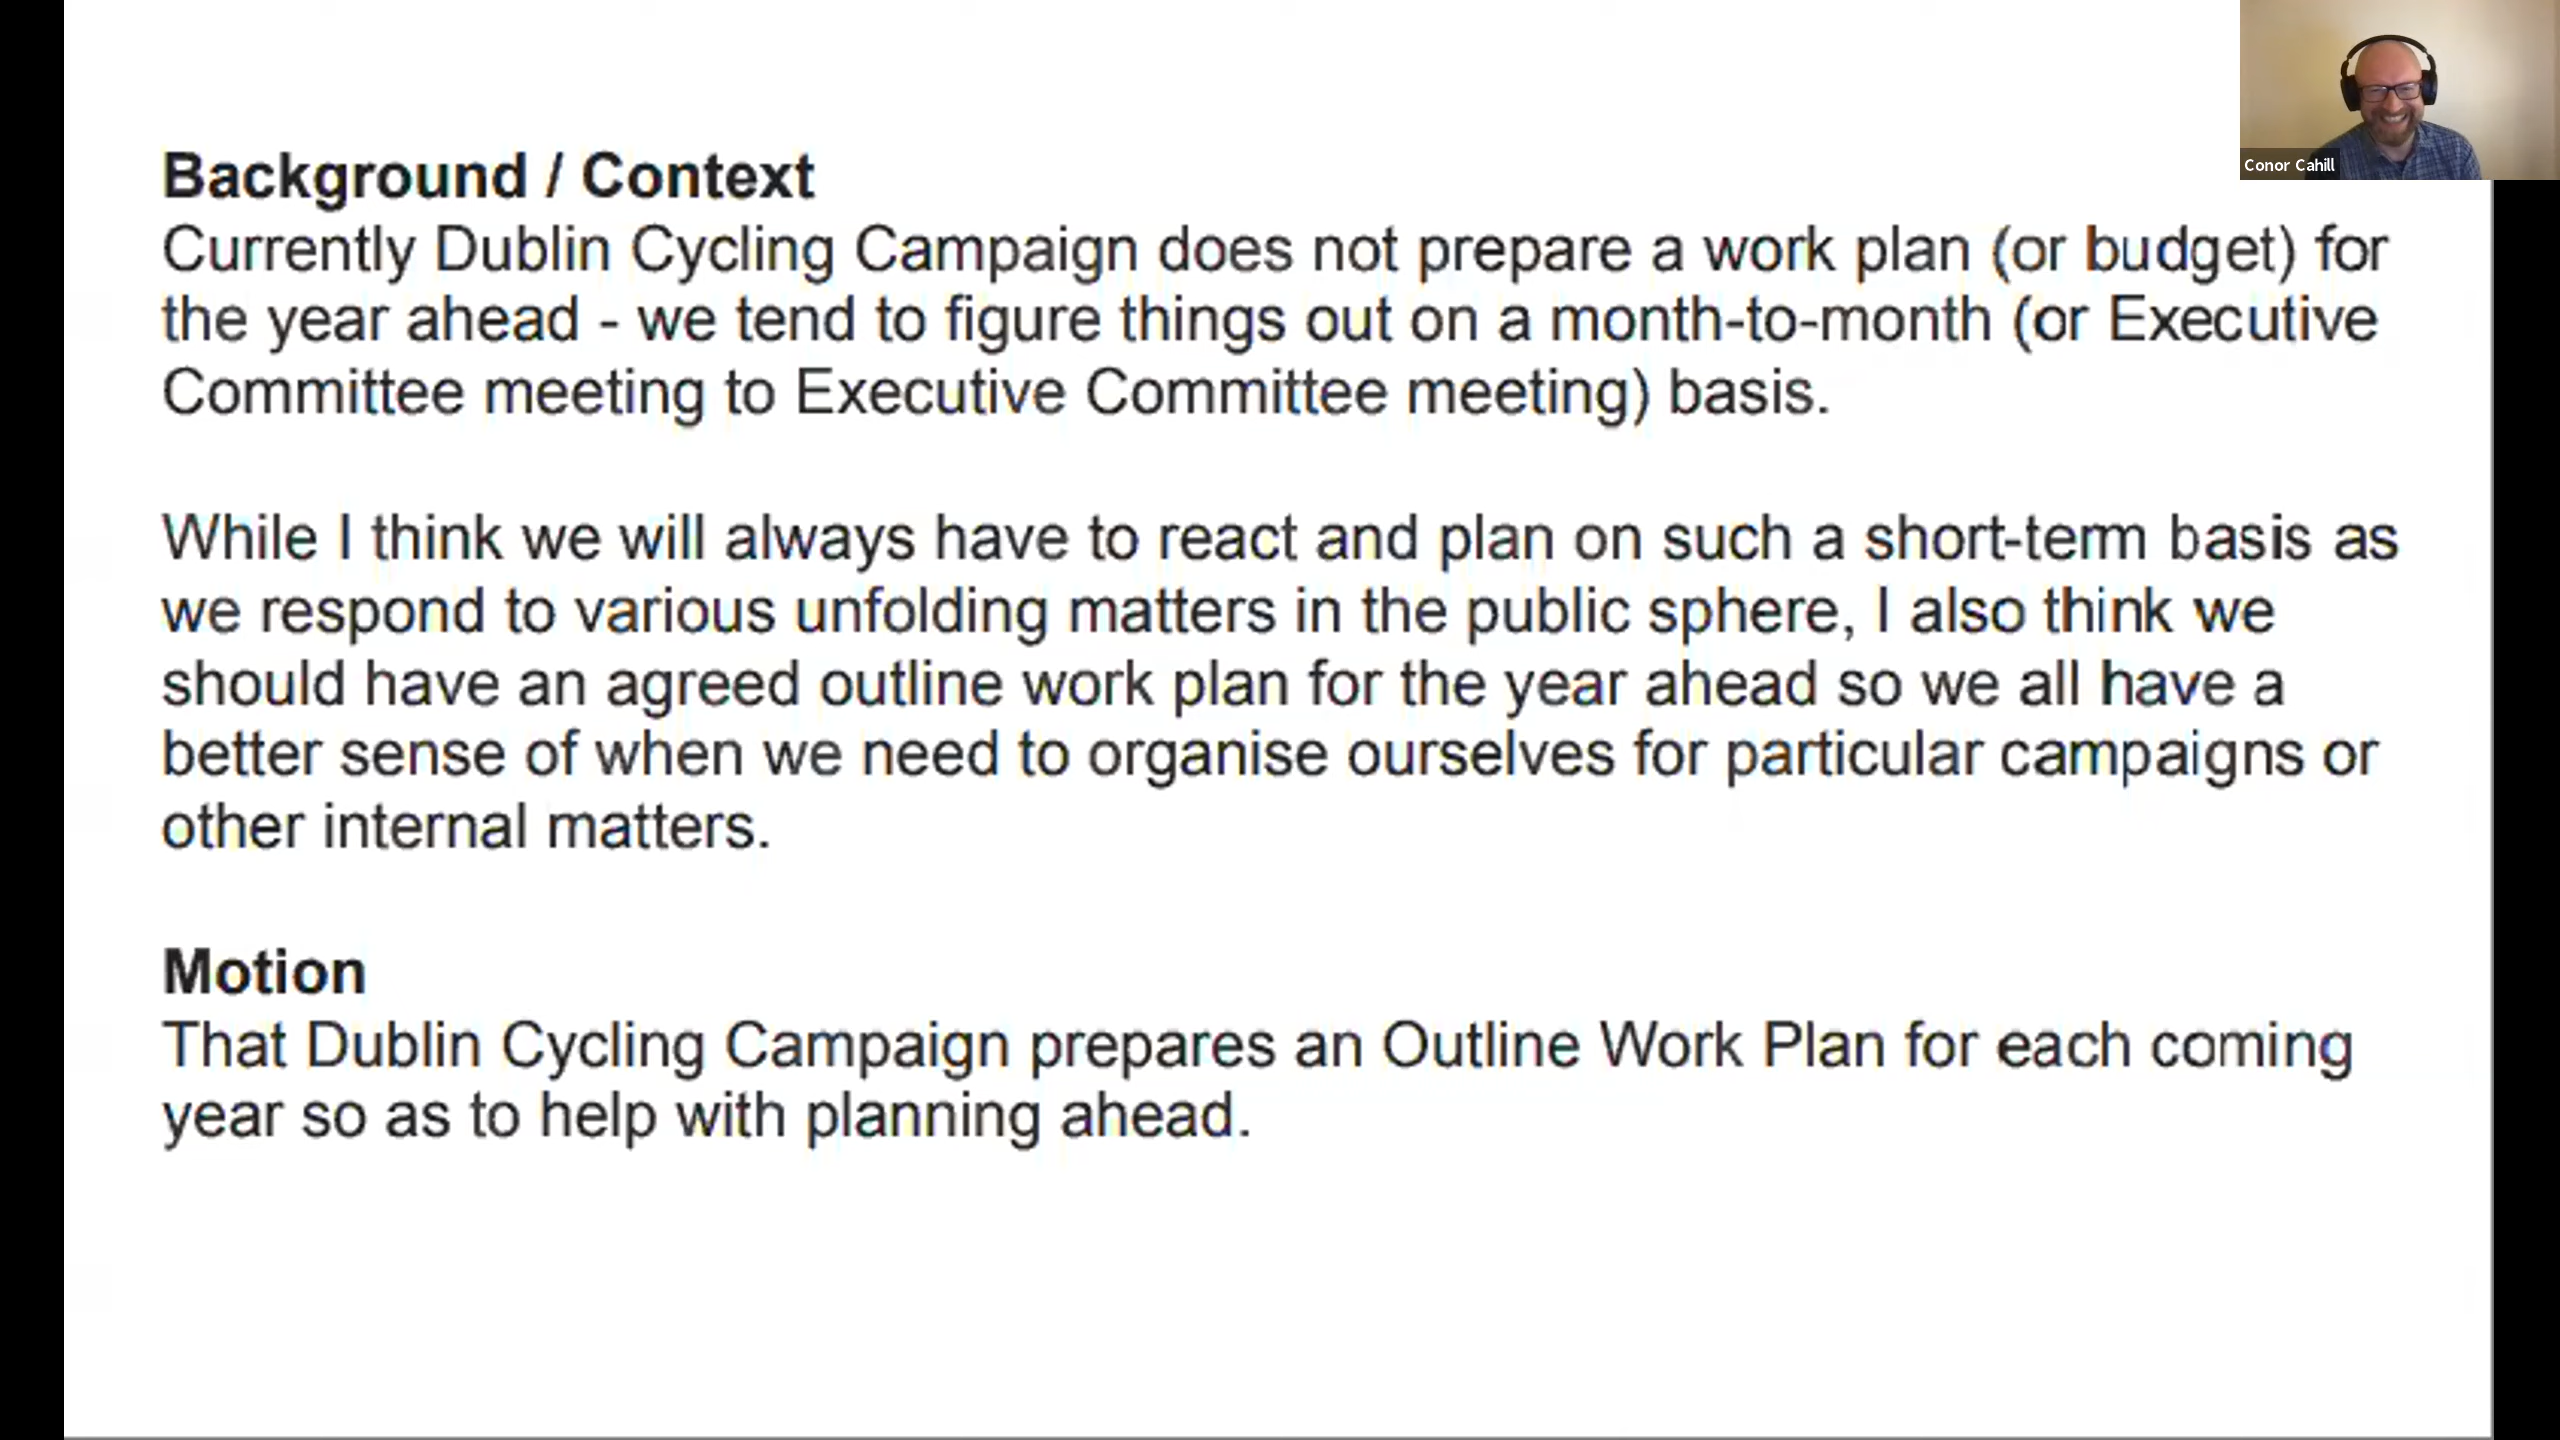 Conor Cahill
Background / Context
Currently Dublin Cycling Campaign does not prepare a work plan (or budget) for
the year ahead - we tend to figure things out on a month-to-month (or Executive
Committee meeting to Executive Committee meeting) basis.
While I think we will always have to react and plan on such a short-term basis as
we respond to various unfolding matters in the public sphere, I also think we
should have an agreed outline work plan for the year ahead so we all have a
better sense of when we need to organise ourselves for particular campaigns or
other internal matters.
Motion
That Dublin Cycling Campaign prepares an Outline Work Plan for each coming
year so as to help with planning ahead.